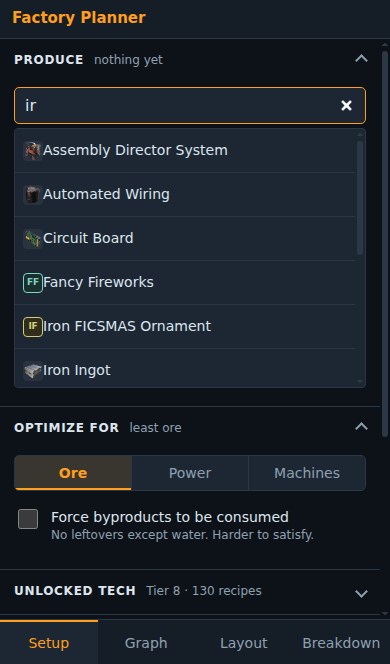 Factory Planner
PRODUCE nothing yet
ir
Assembly Director System
Automated Wiring
Circuit Board
FF Fancy Fireworks
IF Iron FICSMAS Ornament
Iron Ingot
OPTIMIZE FOR least ore
Ore Power Machines
Force byproducts to be consumed
No leftovers except water. Harder to satisfy.
UNLOCKED TECH Tier 8 · 130 recipes
Setup Graph Layout Breakdown